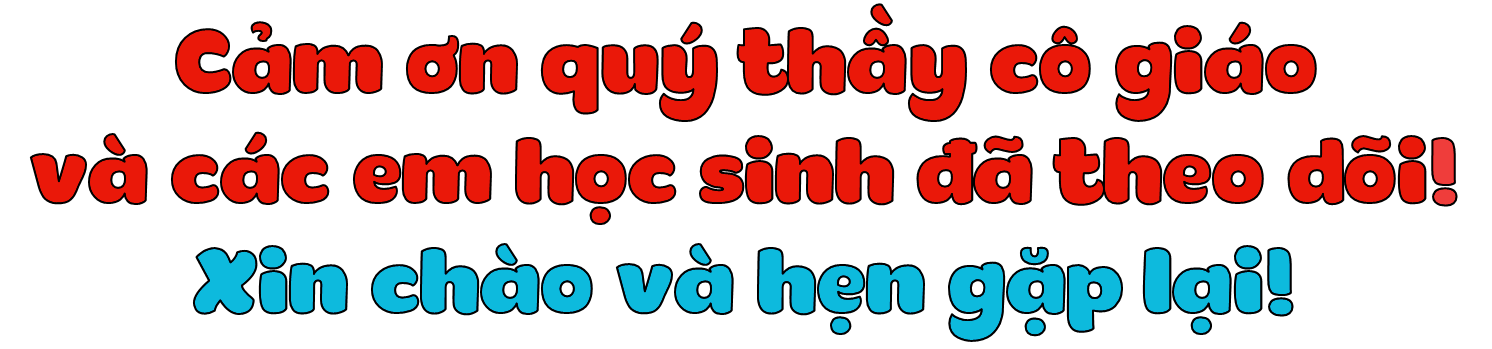 Cảm ơn quý thầy cô giáo
và các em học sinh đã theo dõi!
Xin chào và hẹn gặp lại!